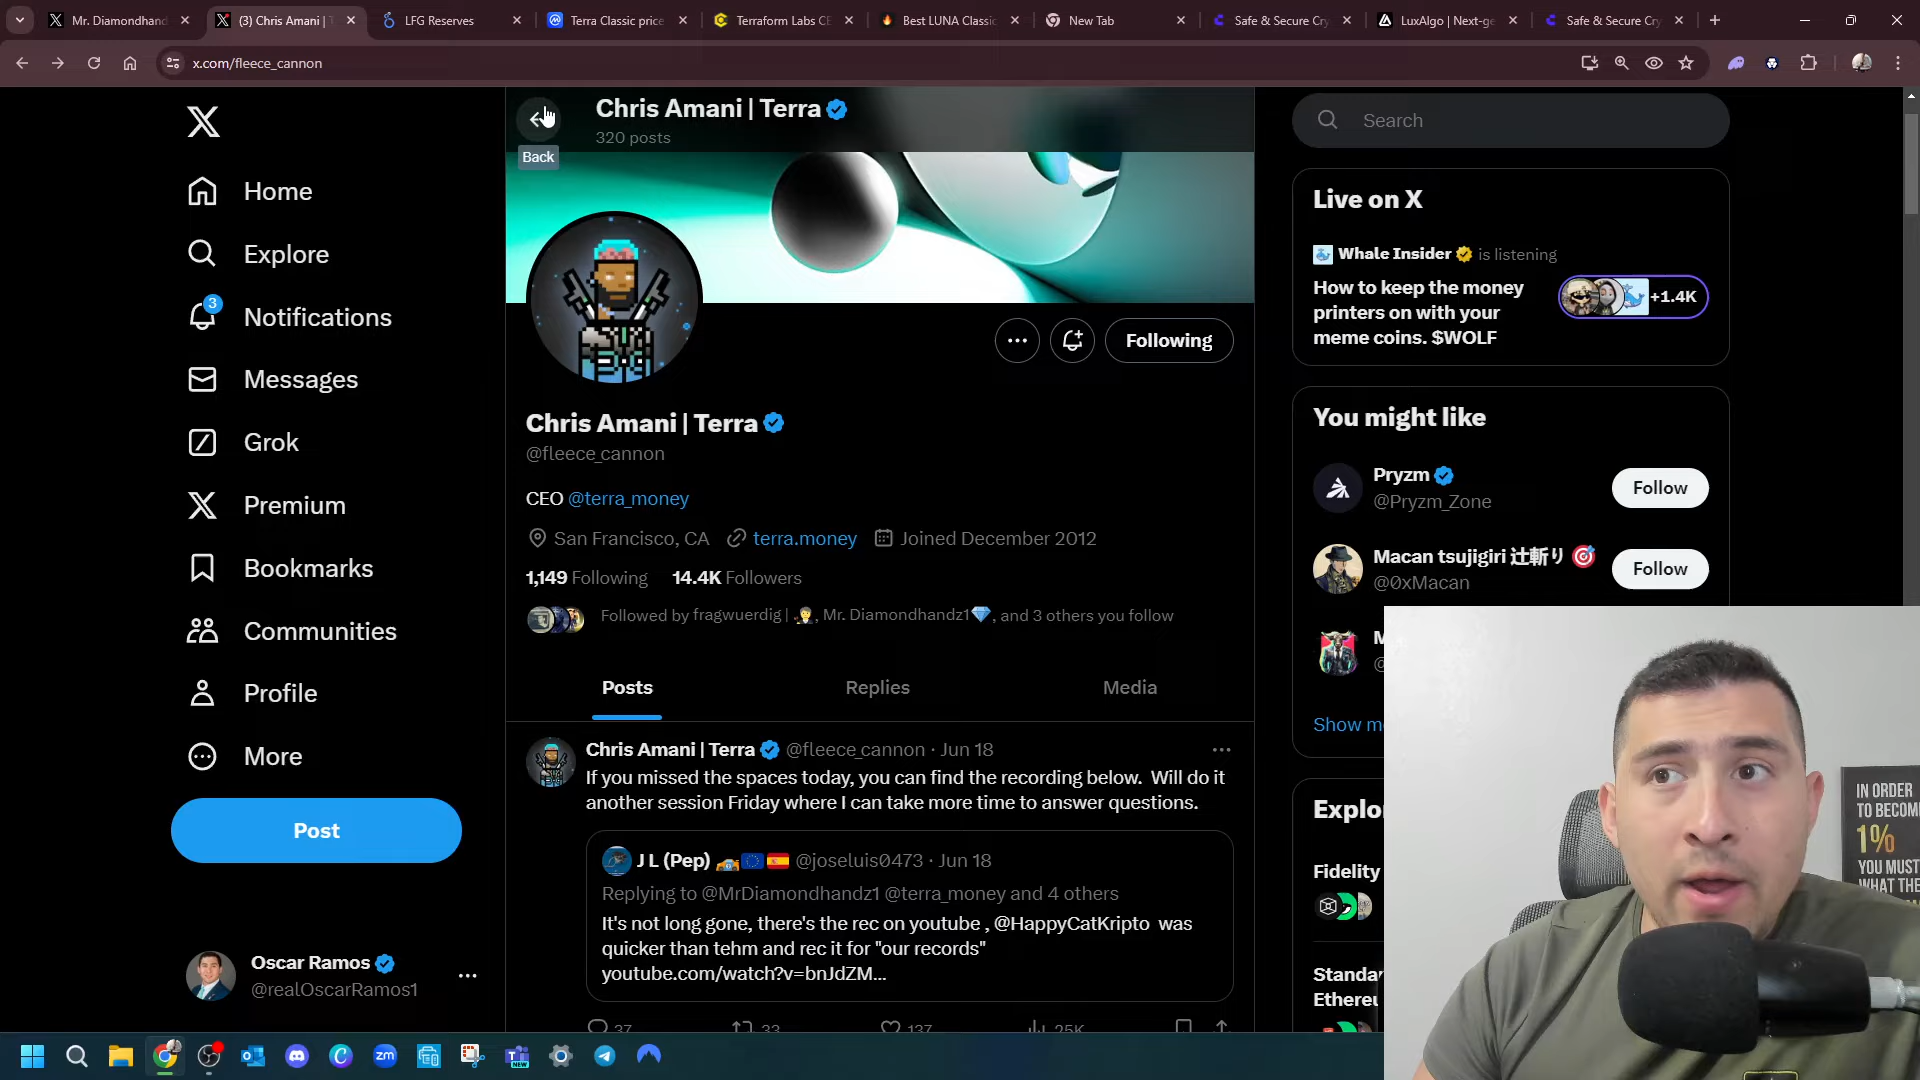 Mr. Diamondhand
(3) Chris Amani | T
LFG Reserves
Terra Classic price
Terraform Labs CE
Best LUNA Classic
New Tab
Safe & Secure Cry
LuxAlgo | Next-ge
Safe & Secure Cry
x.com/fleece_cannon
Chris Amani | Terra
320 posts
Back
Search
Home
Explore
3
Notifications
Messages
Grok
Premium
Bookmarks
Communities
Profile
More
Post
Oscar Ramos
@realOscarRamos1
Following
Chris Amani | Terra
@fleece_cannon
CEO @terra_money
San Francisco, CA terra.money Joined December 2012
1,149 Following 14.4K Followers
Followed by fragwuerdig | 🤵, Mr. Diamondhandz1💎, and 3 others you follow
Posts Replies Media
Chris Amani | Terra @fleece_cannon · Jun 18
If you missed the spaces today, you can find the recording below. Will do it
another session Friday where I can take more time to answer questions.
J L (Pep) 🚕🇪🇺🇪🇸 @joseluis0473 · Jun 18
Replying to @MrDiamondhandz1 @terra_money and 4 others
It's not long gone, there's the rec on youtube , @HappyCatKripto was
quicker than tehm and rec it for "our records"
youtube.com/watch?v=bnJdZM...
37 33 137 25K
Live on X
Whale Insider is listening
How to keep the money
printers on with your
meme coins. $WOLF
+1.4K
You might like
Pryzm
@Pryzm_Zone
Follow
Macan tsujigiri 辻斬り 🎯
@0xMacan
Follow
M
@
Show m
Explo
Fidelity
Standar
Ethereu
IN ORDER
TO BECOME
1%
YOU MUST
WHAT THE